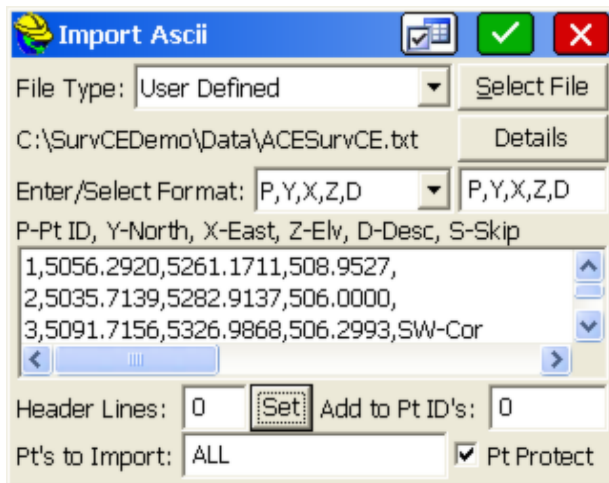 Import Ascii
File Type: User Defined Select File
C:\SurvCEDemo\Data\ACESurvCE.txt Details
Enter/Select Format: P,Y,X,Z,D P,Y,X,Z,D
P-Pt ID, Y-North, X-East, Z-Elv, D-Desc, S-Skip
1,5056.2920,5261.1711,508.9527,
2,5035.7139,5282.9137,506.0000,
3,5091.7156,5326.9868,506.2993,SW-Cor
Header Lines: 0 Set Add to Pt ID's: 0
Pt's to Import: ALL Pt Protect